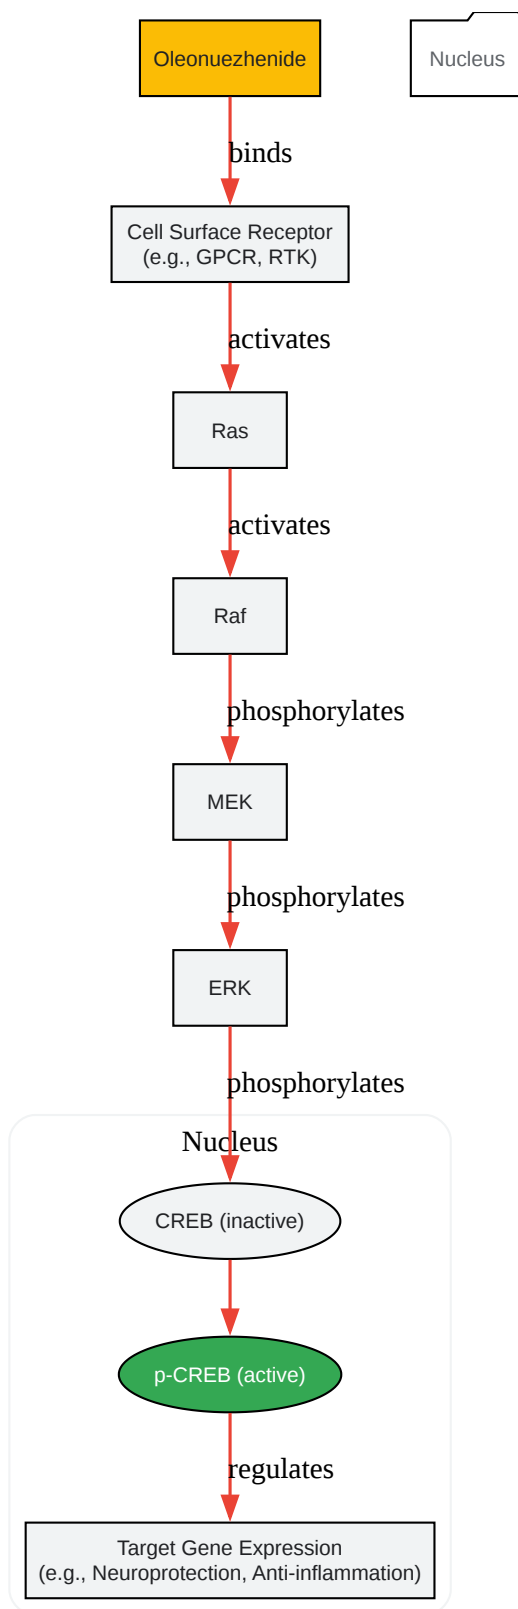 Oleonuezhenide
Nucleus
binds
Cell Surface Receptor
(e.g., GPCR, RTK)
activates
Ras
activates
Raf
phosphorylates
MEK
phosphorylates
ERK
phosphorylates
Nucleus
CREB (inactive)
p-CREB (active)
regulates
Target Gene Expression
(e.g., Neuroprotection, Anti-inflammation)